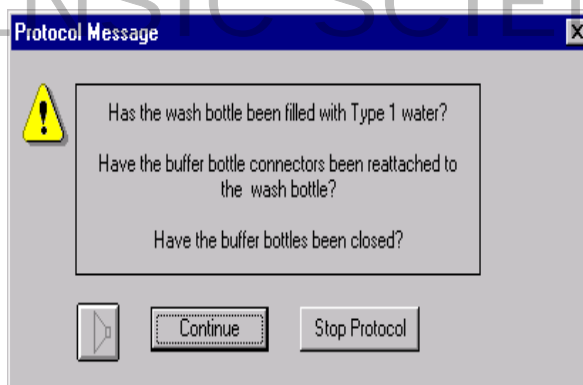 Protocol Message
Has the wash bottle been filled with Type 1 water?
Have the buffer bottle connectors been reattached to
the wash bottle?
Have the buffer bottles been closed?
Continue
Stop Protocol